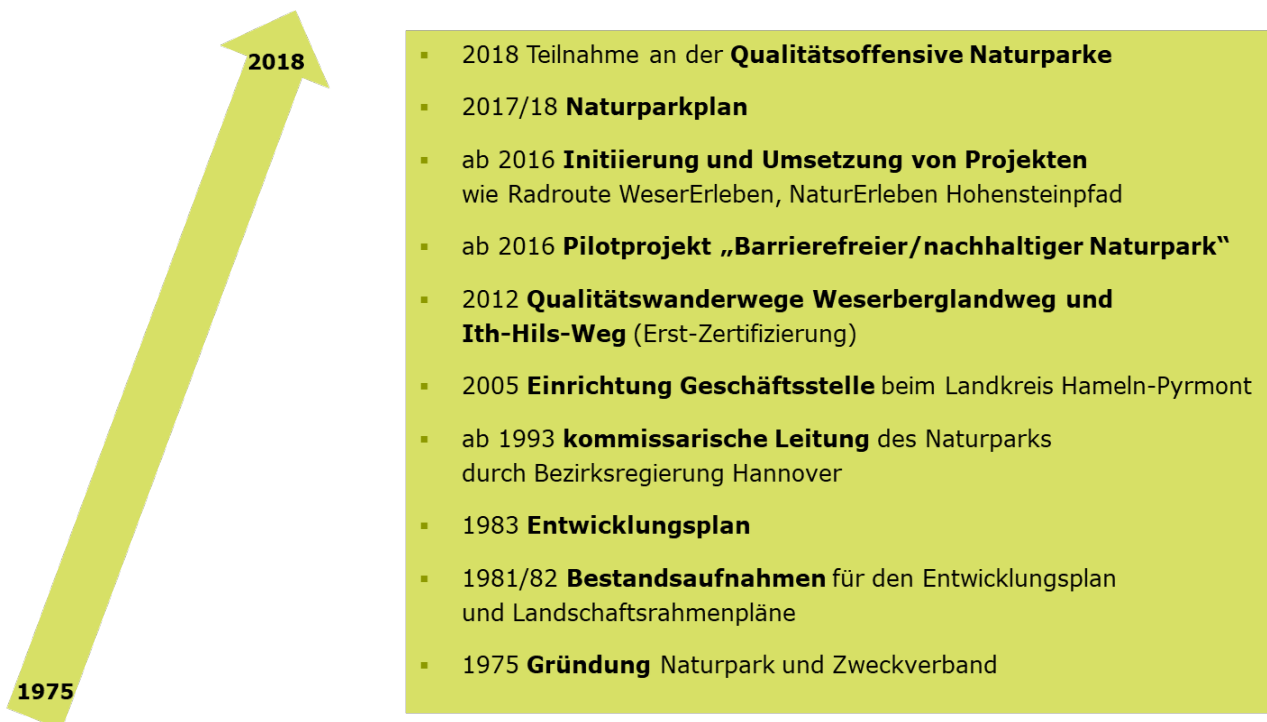 2018
▪ 2018 Teilnahme an der Qualitätsoffensive Naturparke
▪ 2017/18 Naturparkplan
▪ ab 2016 Initiierung und Umsetzung von Projekten
wie Radroute WeserErleben, NaturErleben Hohensteinpfad
▪ ab 2016 Pilotprojekt „Barrierefreier/nachhaltiger Naturpark“
▪ 2012 Qualitätswanderwege Weserberglandweg und
Ith-Hils-Weg (Erst-Zertifizierung)
▪ 2005 Einrichtung Geschäftsstelle beim Landkreis Hameln-Pyrmont
▪ ab 1993 kommissarische Leitung des Naturparks
durch Bezirksregierung Hannover
▪ 1983 Entwicklungsplan
▪ 1981/82 Bestandsaufnahmen für den Entwicklungsplan
und Landschaftsrahmenpläne
▪ 1975 Gründung Naturpark und Zweckverband
1975